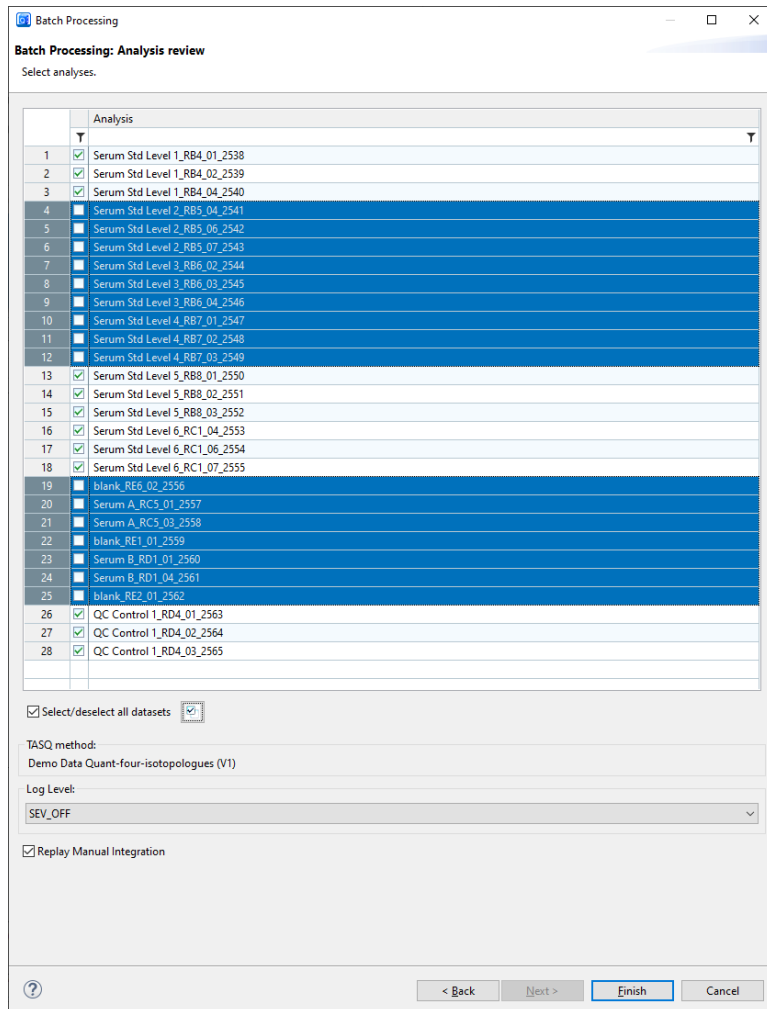 Batch Processing
Batch Processing: Analysis review
Select analyses.
Analysis
1 Serum Std Level 1_RB4_01_2538
2 Serum Std Level 1_RB4_02_2539
3 Serum Std Level 1_RB4_04_2540
4 Serum Std Level 2_RB5_04_2541
5 Serum Std Level 2_RB5_06_2542
6 Serum Std Level 2_RB5_07_2543
7 Serum Std Level 3_RB6_02_2544
8 Serum Std Level 3_RB6_03_2545
9 Serum Std Level 3_RB6_04_2546
10 Serum Std Level 4_RB7_01_2547
11 Serum Std Level 4_RB7_02_2548
12 Serum Std Level 4_RB7_03_2549
13 Serum Std Level 5_RB8_01_2550
14 Serum Std Level 5_RB8_02_2551
15 Serum Std Level 5_RB8_03_2552
16 Serum Std Level 6_RC1_04_2553
17 Serum Std Level 6_RC1_06_2554
18 Serum Std Level 6_RC1_07_2555
19 blank_RE6_02_2556
20 Serum A_RC5_01_2557
21 Serum A_RC5_03_2558
22 blank_RE1_01_2559
23 Serum B_RD1_01_2560
24 Serum B_RD1_04_2561
25 blank_RE2_01_2562
26 QC Control 1_RD4_01_2563
27 QC Control 1_RD4_02_2564
28 QC Control 1_RD4_03_2565
Select/deselect all datasets
TASQ method:
Demo Data Quant-four-isotopologues (V1)
Log Level:
SEV_OFF
Replay Manual Integration
? < Back Next > Finish Cancel